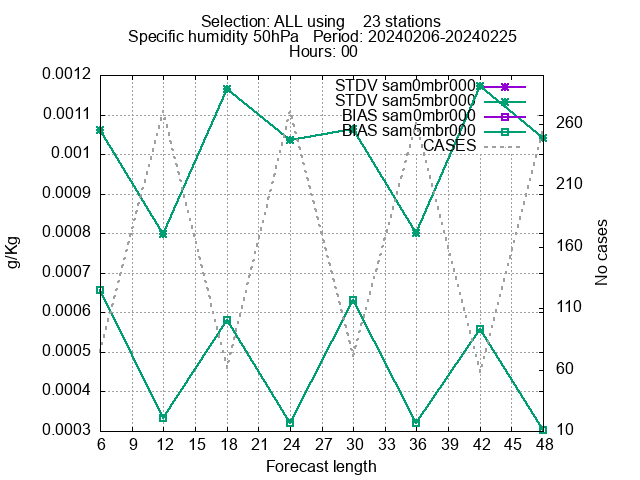 Selection: ALL using 23 stations
Specific humidity 50hPa Period: 20240206-20240225
Hours: 00
STDV sam0mbr000
STDV sam5mbr000
BIAS sam0mbr000
BIAS sam5mbr000
CASES
0.0012
0.0011
0.001
0.0009
0.0008
0.0007
0.0006
0.0005
0.0004
0.0003
g/Kg
260
210
160
110
60
10
No cases
6 9 12 15 18 21 24 27 30 33 36 39 42 45 48
Forecast length